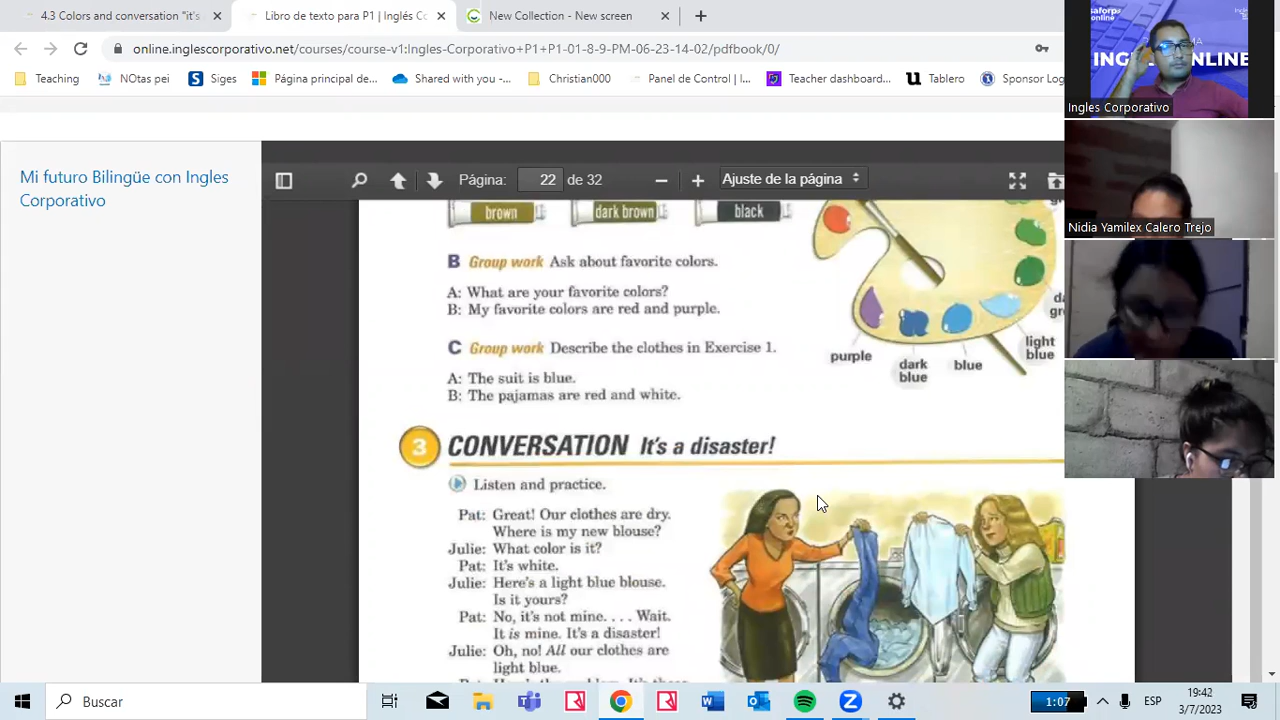 4.3 Colors and conversation "it's
Libro de texto para P1 | Ingles C
New Collection - New screen
online.inglescorporativo.net/courses/course-v1:Ingles-Corporativo+P1+P1-01-8-9-PM-06-23-14-02/pdfbook/0/
Teaching
NOtas pei
Siges
Página principal de...
Shared with you -...
Christian000
Panel de Control | I...
Teacher dashboard...
Tablero
Sponsor Log
Mi futuro Bilingüe con Ingles
Corporativo
Página:
22
de 32
Ajuste de la página
brown
dark brown
black
B Group work Ask about favorite colors.
A: What are your favorite colors?
B: My favorite colors are red and purple.
C Group work Describe the clothes in Exercise 1.
A: The suit is blue.
B: The pajamas are red and white.
purple
dark
blue
blue
light
blue
3 CONVERSATION It's a disaster!
Listen and practice.
Pat: Great! Our clothes are dry.
Where is my new blouse?
Julie: What color is it?
Pat: It's white.
Julie: Here's a light blue blouse.
Is it yours?
Pat: No, it's not mine. . . . Wait.
It is mine. It's a disaster!
Julie: Oh, no! All our clothes are
light blue.
Ingles Corporativo
Nidia Yamilex Calero Trejo
Buscar
1:07
ESP
19:42
3/7/2023